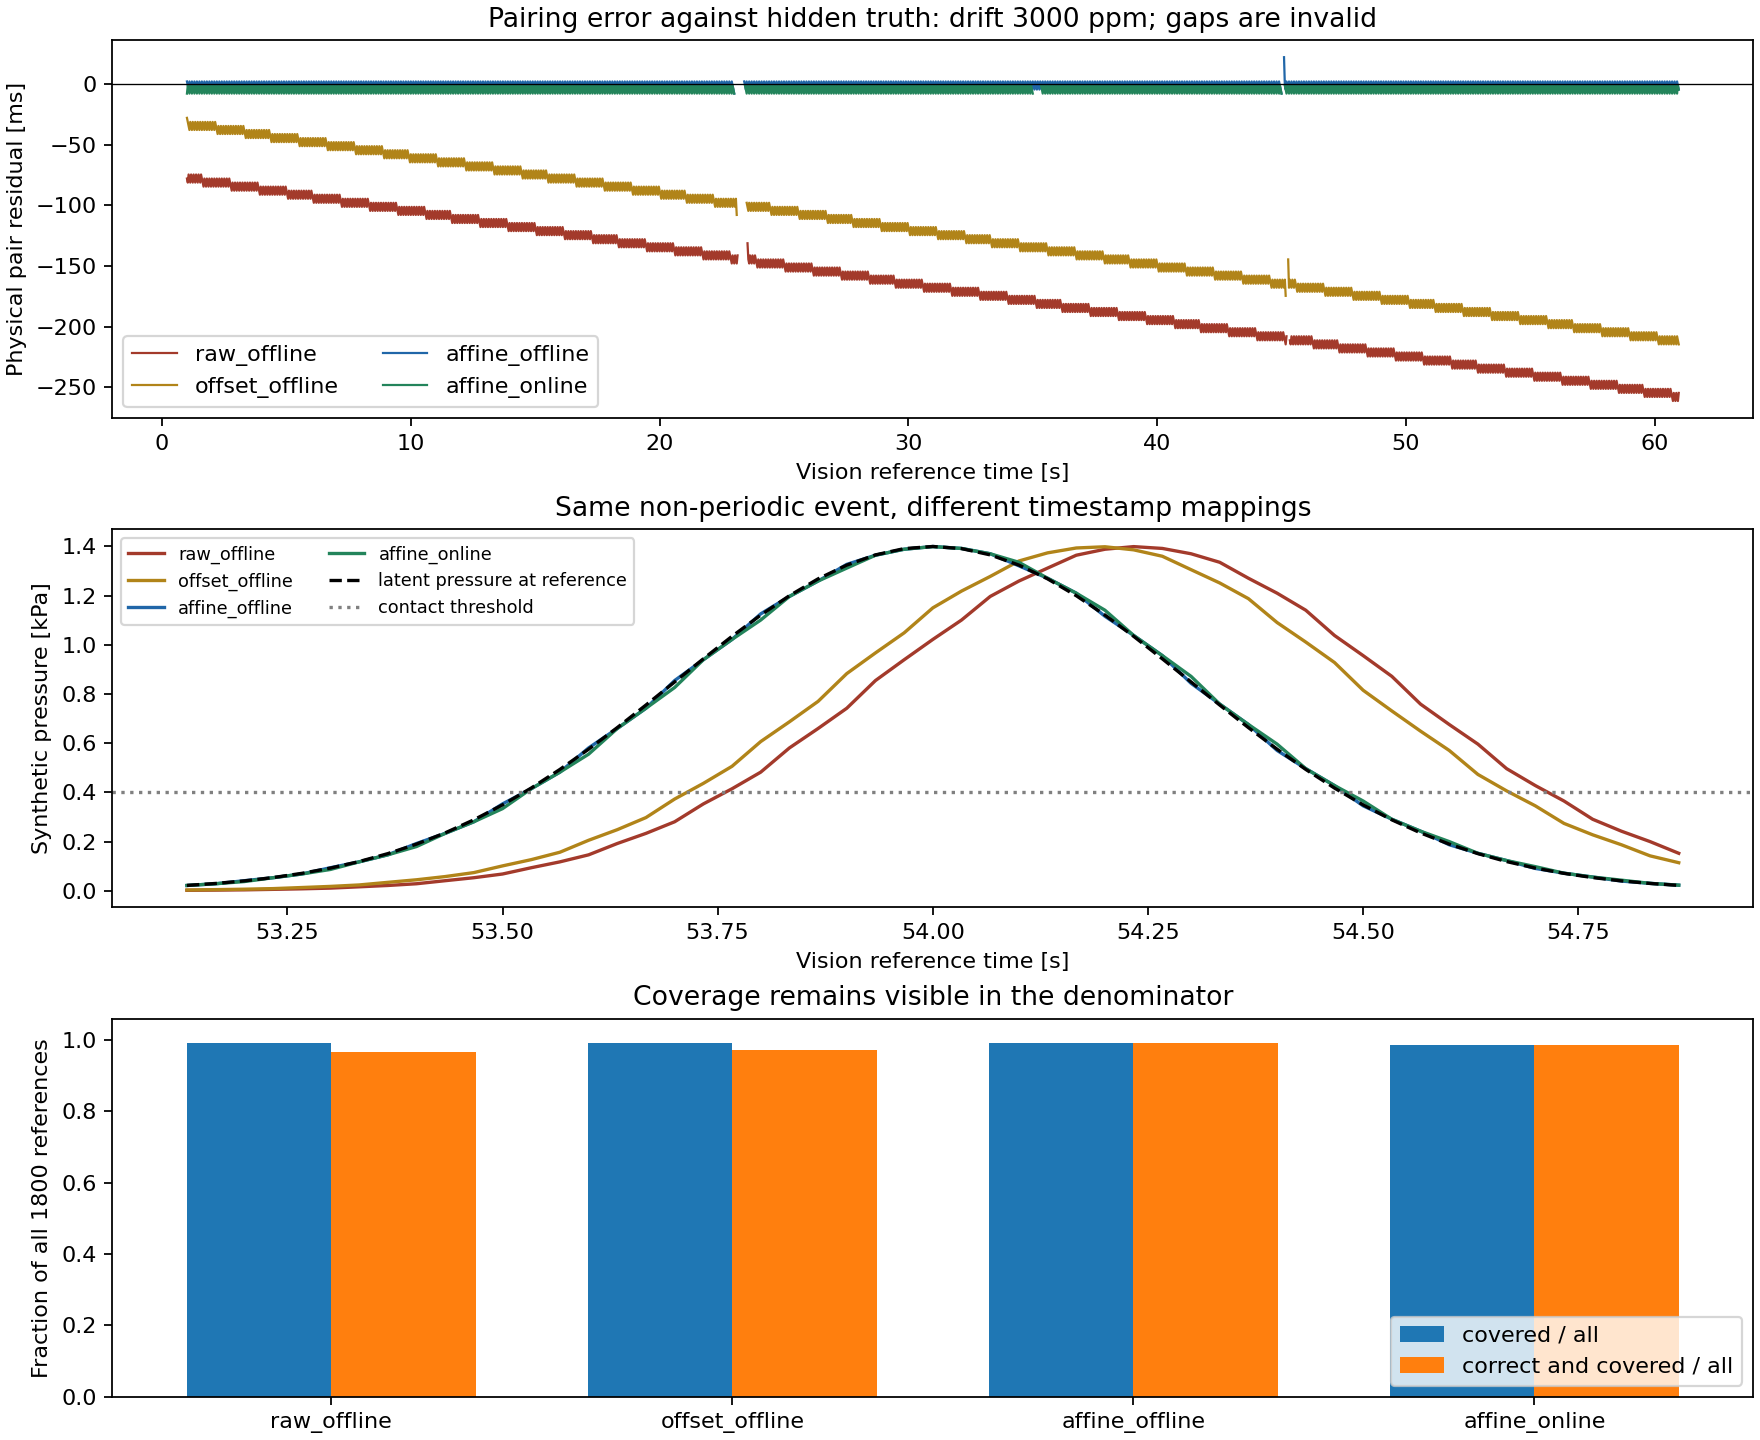 Pairing error against hidden truth: drift 3000 ppm; gaps are invalid
Physical pair residual [ms]
0
−50
−100
−150
−200
−250
raw_offline
offset_offline
affine_offline
affine_online
0
10
20
30
40
50
60
Vision reference time [s]
Same non-periodic event, different timestamp mappings
Synthetic pressure [kPa]
1.4
1.2
1.0
0.8
0.6
0.4
0.2
0.0
raw_offline
offset_offline
affine_offline
affine_online
latent pressure at reference
contact threshold
53.25
53.50
53.75
54.00
54.25
54.50
54.75
Vision reference time [s]
Coverage remains visible in the denominator
Fraction of all 1800 references
1.0
0.8
0.6
0.4
0.2
0.0
covered / all
correct and covered / all
raw_offline
offset_offline
affine_offline
affine_online